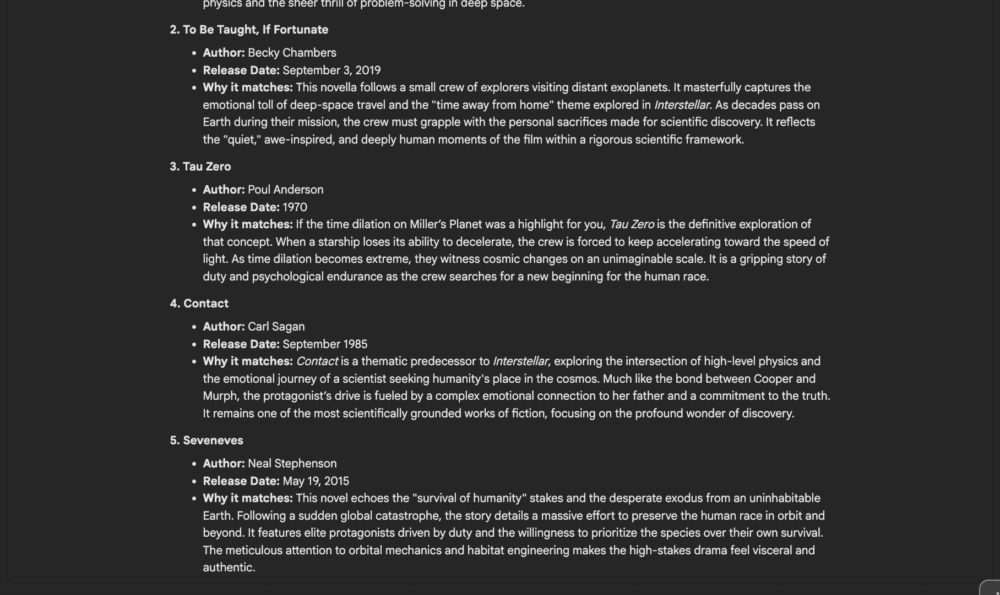 physics and the sheer thrill of problem-solving in deep space.
2. To Be Taught, If Fortunate
• Author: Becky Chambers
• Release Date: September 3, 2019
• Why it matches: This novella follows a small crew of explorers visiting distant exoplanets. It masterfully captures the
emotional toll of deep-space travel and the "time away from home" theme explored in Interstellar. As decades pass on
Earth during their mission, the crew must grapple with the personal sacrifices made for scientific discovery. It reflects
the "quiet," awe-inspired, and deeply human moments of the film within a rigorous scientific framework.
3. Tau Zero
• Author: Poul Anderson
• Release Date: 1970
• Why it matches: If the time dilation on Miller’s Planet was a highlight for you, Tau Zero is the definitive exploration of
that concept. When a starship loses its ability to decelerate, the crew is forced to keep accelerating toward the speed of
light. As time dilation becomes extreme, they witness cosmic changes on an unimaginable scale. It is a gripping story of
duty and psychological endurance as the crew searches for a new beginning for the human race.
4. Contact
• Author: Carl Sagan
• Release Date: September 1985
• Why it matches: Contact is a thematic predecessor to Interstellar, exploring the intersection of high-level physics and
the emotional journey of a scientist seeking humanity's place in the cosmos. Much like the bond between Cooper and
Murph, the protagonist’s drive is fueled by a complex emotional connection to her father and a commitment to the truth.
It remains one of the most scientifically grounded works of fiction, focusing on the profound wonder of discovery.
5. Seveneves
• Author: Neal Stephenson
• Release Date: May 19, 2015
• Why it matches: This novel echoes the "survival of humanity" stakes and the desperate exodus from an uninhabitable
Earth. Following a sudden global catastrophe, the story details a massive effort to preserve the human race in orbit and
beyond. It features elite protagonists driven by duty and the willingness to prioritize the species over their own survival.
The meticulous attention to orbital mechanics and habitat engineering makes the high-stakes drama feel visceral and
authentic.